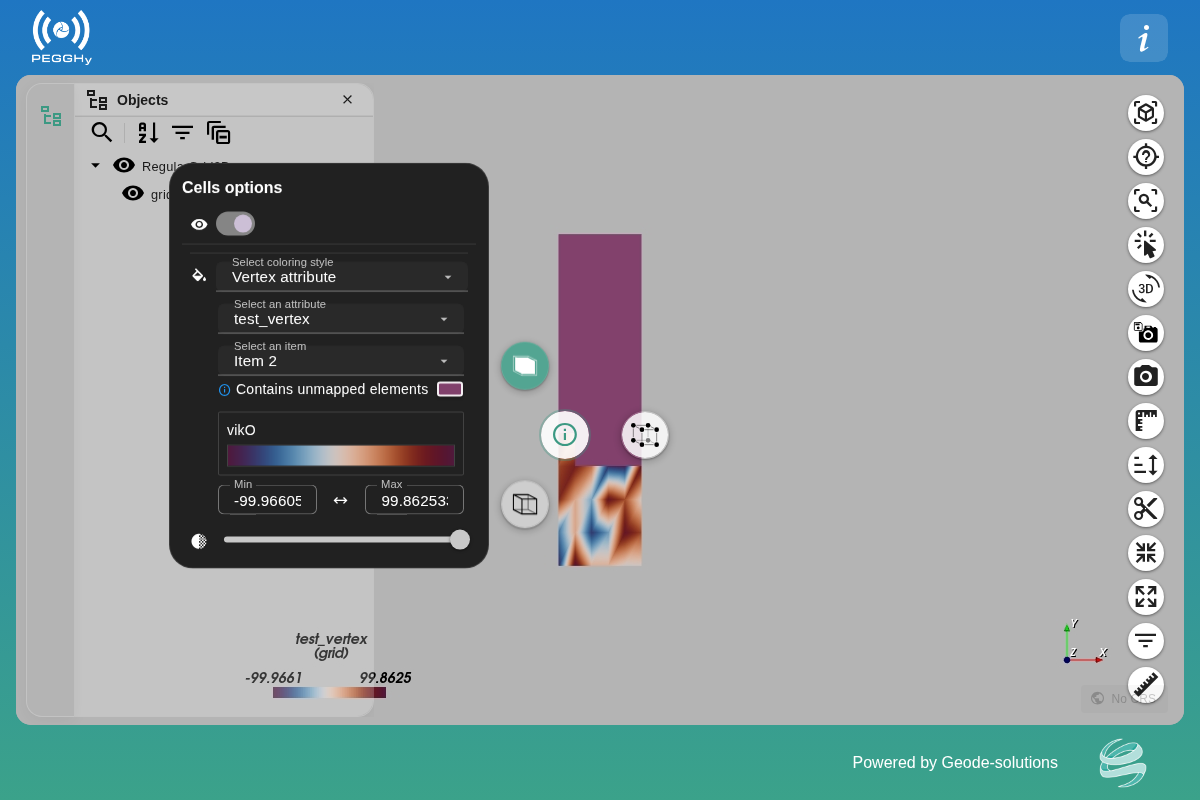 PEGGHy
i
Objects
A
Z
Regula
grid
Cells options
Select coloring style
Vertex attribute
Select an attribute
test_vertex
Select an item
Item 2
Contains unmapped elements
vikO
Min
-99.96605
Max
99.862533
test_vertex
(grid)
-99.9661
99.8625
3D
Y
Z
X
No CRS
Powered by Geode-solutions